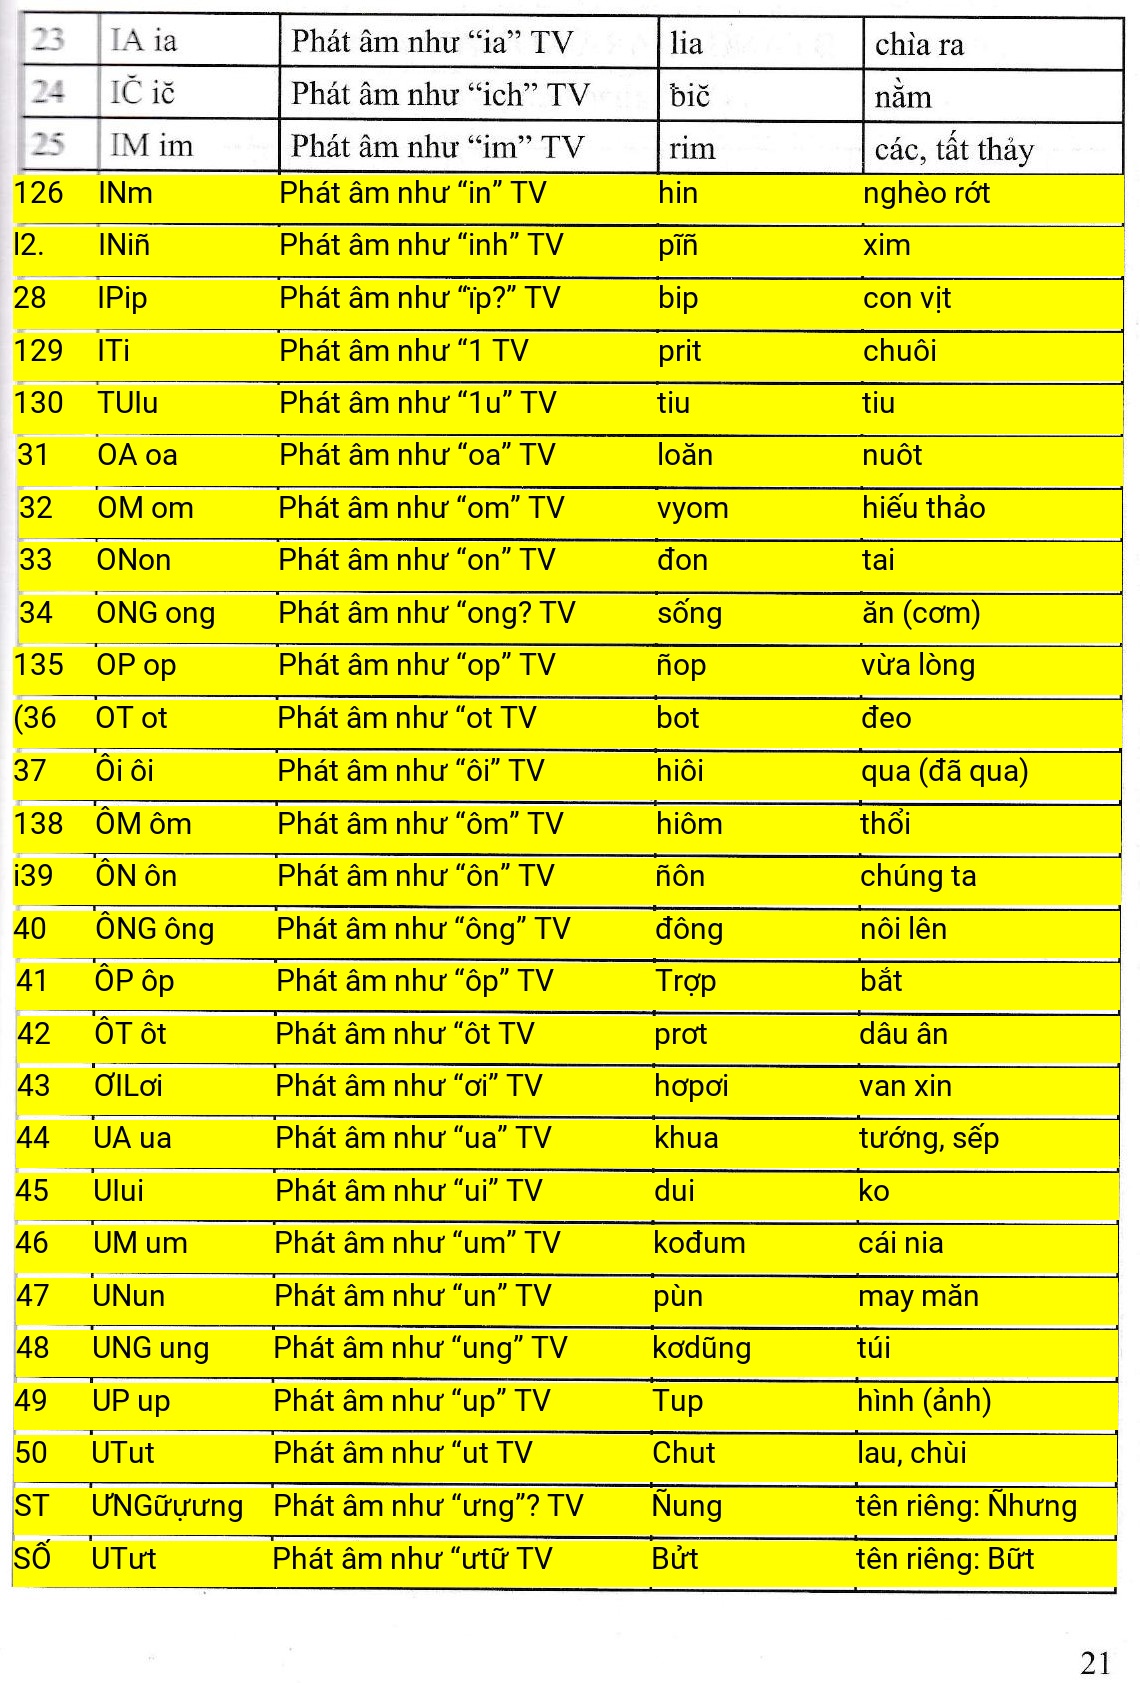 23 IA ia Phát âm như “ia” TV lia chìa ra
24 IČ ič Phát âm như “ich” TV ƀič nằm
25 IM im Phát âm như “im” TV rim các, tất thảy
126 INm Phát âm như “in” TV hin nghèo rớt
l2. INiñ Phát âm như “inh” TV pĩñ xim
28 IPip Phát âm như “ïp?” TV bip con vịt
129 ITi Phát âm như “1 TV prit chuôi
130 TUIu Phát âm như “1u” TV tiu tiu
31 OA oa Phát âm như “oa” TV loăn nuôt
32 OM om Phát âm như “om” TV vyom hiếu thảo
33 ONon Phát âm như “on” TV đon tai
34 ONG ong Phát âm như “ong? TV sống ăn (cơm)
135 OP op Phát âm như “op” TV ñop vừa lòng
(36 OT ot Phát âm như “ot TV bot đeo
37 Ôi ôi Phát âm như “ôi” TV hiôi qua (đã qua)
138 ÔM ôm Phát âm như “ôm” TV hiôm thổi
i39 ÔN ôn Phát âm như “ôn” TV ñôn chúng ta
40 ÔNG ông Phát âm như “ông” TV đông nôi lên
41 ÔP ôp Phát âm như “ôp” TV Trợp bắt
42 ÔT ôt Phát âm như “ôt TV prơt dâu ân
43 ƠILơi Phát âm như “ơi” TV hơpơi van xin
44 UA ua Phát âm như “ua” TV khua tướng, sếp
45 UIui Phát âm như “ui” TV dui ko
46 UM um Phát âm như “um” TV kođum cái nia
47 UNun Phát âm như “un” TV pùn may măn
48 UNG ung Phát âm như “ung” TV kơdũng túi
49 UP up Phát âm như “up” TV Tup hình (ảnh)
50 UTut Phát âm như “ut TV Chut lau, chùi
ST ƯNGữựưng Phát âm như “ưng”? TV Ñung tên riêng: Ñhưng
SỐ UTưt Phát âm như “ưtữ TV Bửt tên riêng: Bữt
21